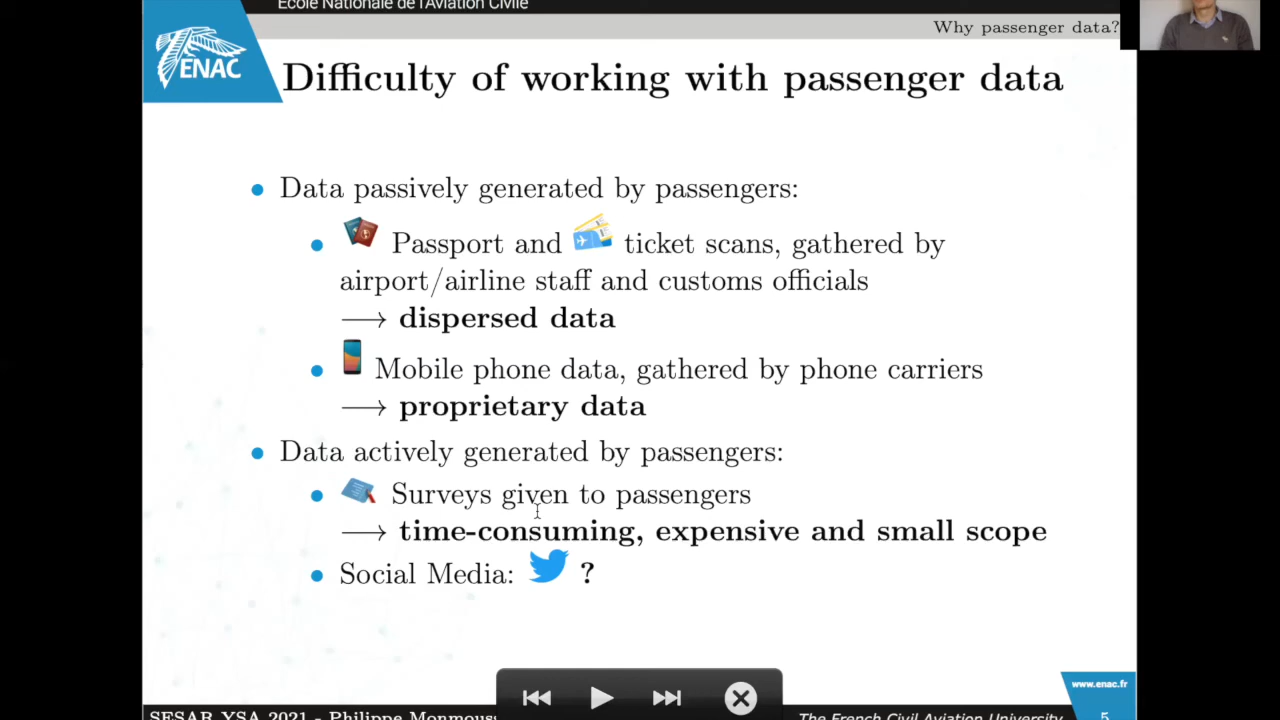 École Nationale de l'Aviation Civile
Why passenger data?
ENAC
Difficulty of working with passenger data
Data passively generated by passengers:
Passport and ticket scans, gathered by
airport/airline staff and customs officials
⟶ dispersed data
Mobile phone data, gathered by phone carriers
⟶ proprietary data
Data actively generated by passengers:
Surveys given to passengers
⟶ time-consuming, expensive and small scope
Social Media: ?
www.enac.fr
SESAR YSA 2021 - Philippe
The French Civil Aviation University
5